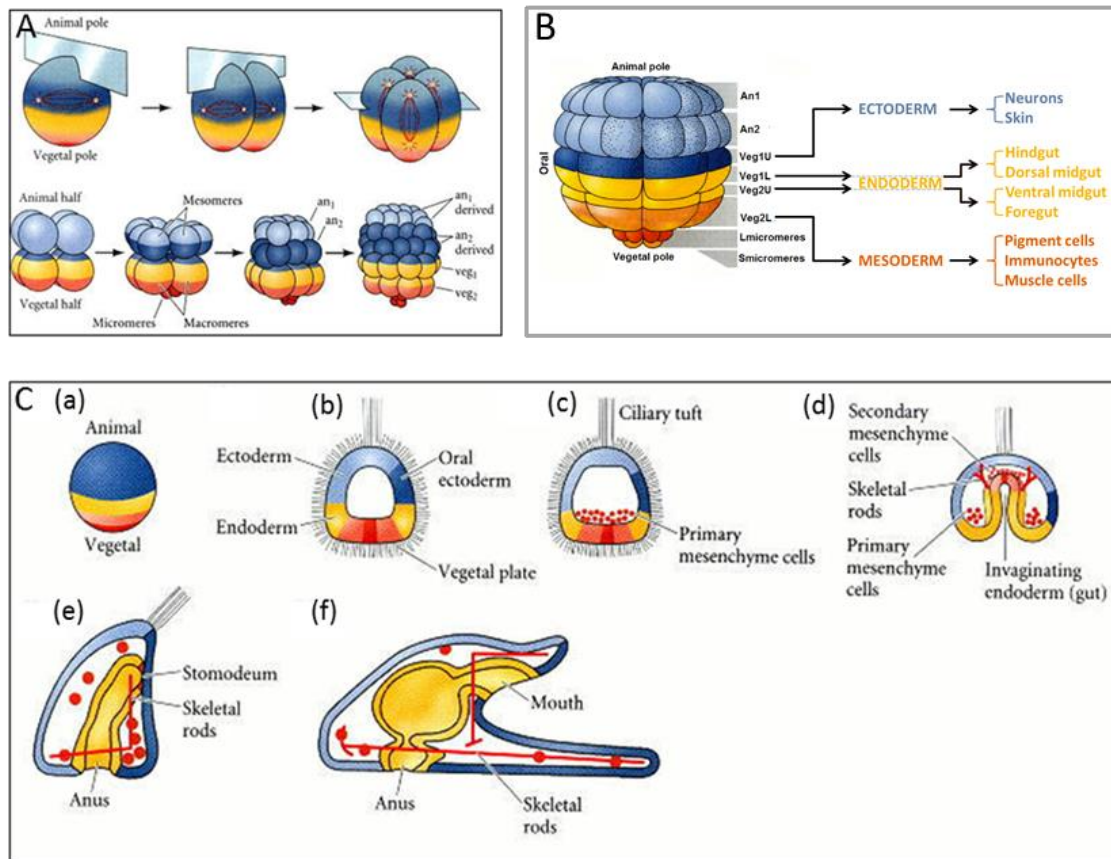 A
Animal pole
Vegetal pole
Animal half
Mesomeres
an1
an2
an1
derived
an2
derived
veg1
veg2
Vegetal half
Micromeres
Macromeres
B
Animal pole
Oral
An1
An2
Veg1U
Veg1L
Veg2U
Veg2L
Lmicromeres
Smicromeres
Vegetal pole
ECTODERM
Neurons
Skin
ENDODERM
Hindgut
Dorsal midgut
Ventral midgut
Foregut
MESODERM
Pigment cells
Immunocytes
Muscle cells
C
(a)
Animal
Vegetal
(b)
Ectoderm
Oral
ectoderm
Endoderm
Vegetal plate
(c)
Ciliary tuft
Primary
mesenchyme cells
(d)
Secondary
mesenchyme
cells
Skeletal
rods
Primary
mesenchyme
cells
Invaginating
endoderm (gut)
(e)
Stomodeum
Skeletal
rods
Anus
(f)
Mouth
Anus
Skeletal
rods